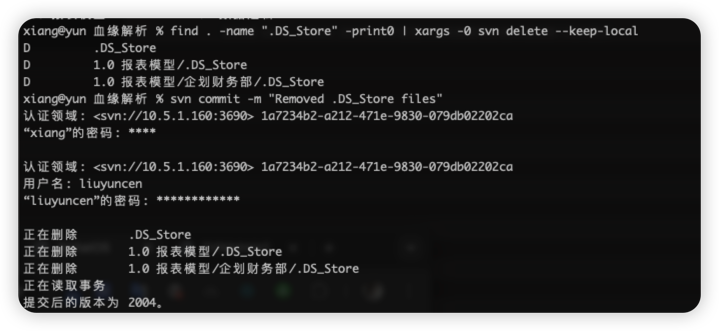 xiang@yun 血缘解析 % find . -name ".DS_Store" -print0 | xargs -0 svn delete --keep-local
D .DS_Store
D 1.0 报表模型/.DS_Store
D 1.0 报表模型/企划财务部/.DS_Store
xiang@yun 血缘解析 % svn commit -m "Removed .DS_Store files"
认证领域: <svn://10.5.1.160:3690> 1a7234b2-a212-471e-9830-079db02202ca
“xiang”的密码: ****
认证领域: <svn://10.5.1.160:3690> 1a7234b2-a212-471e-9830-079db02202ca
用户名: liuyuncen
“liuyuncen”的密码: ************
正在删除 .DS_Store
正在删除 1.0 报表模型/.DS_Store
正在删除 1.0 报表模型/企划财务部/.DS_Store
正在读取事务
提交后的版本为 2004。